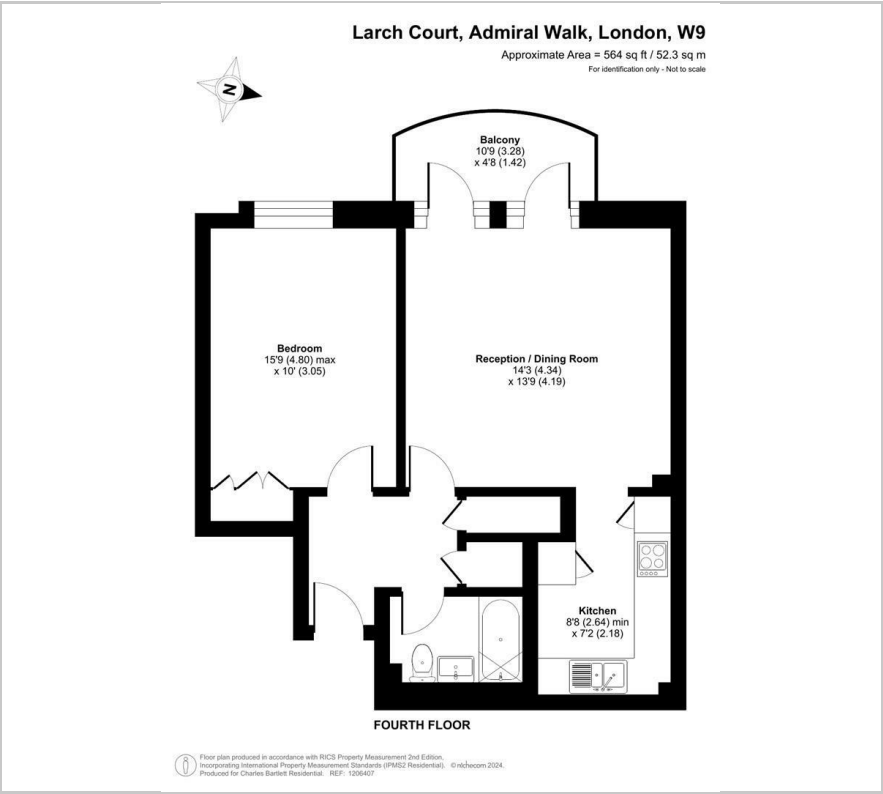 Larch Court, Admiral Walk, London, W9
Approximate Area = 564 sq ft / 52.3 sq m
For identification only - Not to scale
N
Balcony
10'9 (3.28)
x 4'8 (1.42)
Bedroom
15'9 (4.80) max
x 10' (3.05)
Reception / Dining Room
14'3 (4.34)
x 13'9 (4.19)
Kitchen
8'8 (2.64) min
x 7'2 (2.18)
FOURTH FLOOR
Floor plan produced in accordance with RICS Property Measurement 2nd Edition,
Incorporating International Property Measurement Standards (IPMS2 Residential). © nichecom 2024.
Produced for Charles Bartlett Residential. REF: 1206407